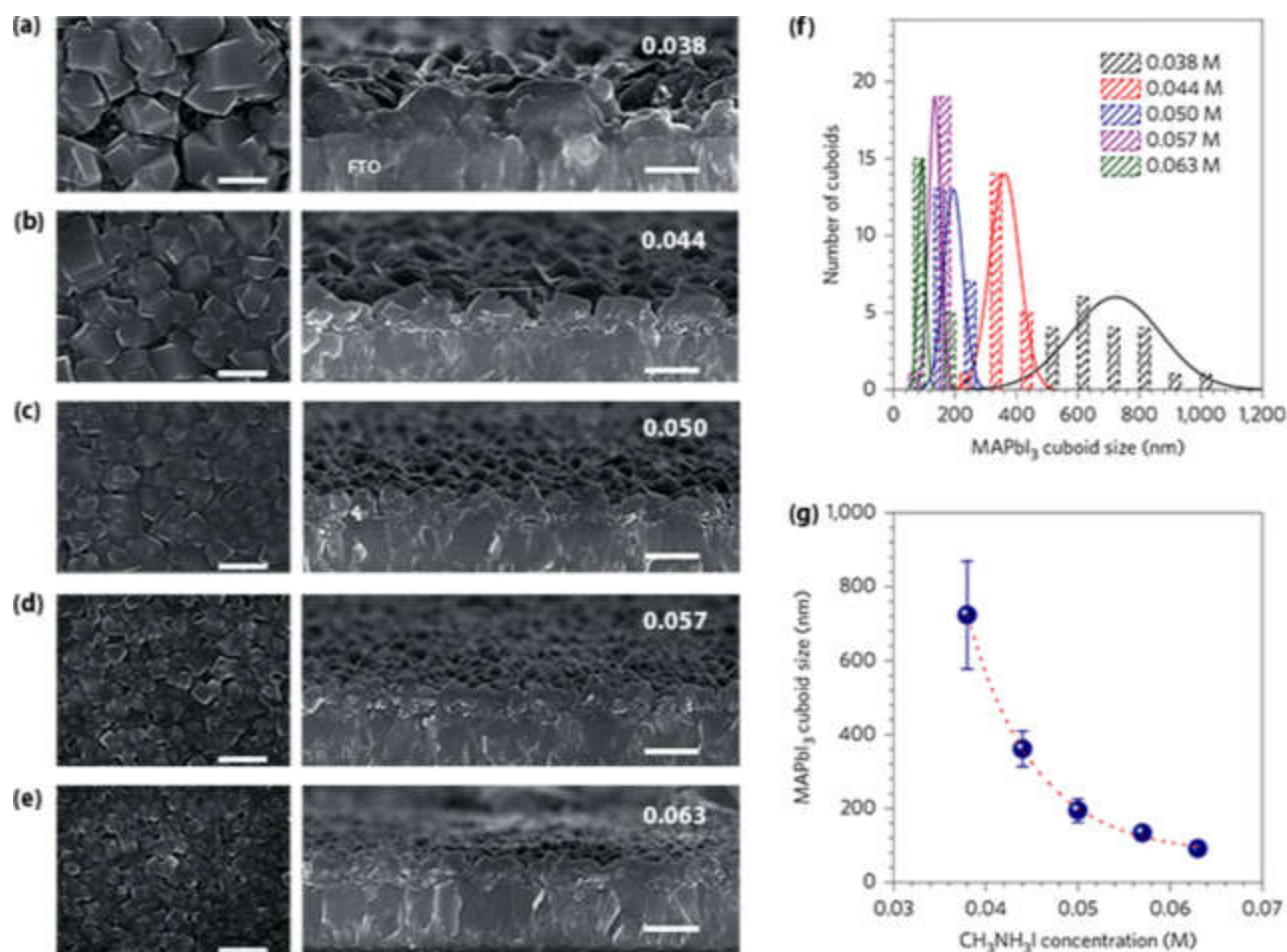 (a)
0.038
FTO
(b)
0.044
(c)
0.050
(d)
0.057
(e)
0.063
(f)
20
15
10
5
0
Number of cuboids
0.038 M
0.044 M
0.050 M
0.057 M
0.063 M
0 200 400 600 800 1,000 1,200
MAPbI₃ cuboid size (nm)
(g)
1,000
800
600
400
200
0
MAPbI₃ cuboid size (nm)
0.03 0.04 0.05 0.06 0.07
CH₃NH₃I concentration (M)